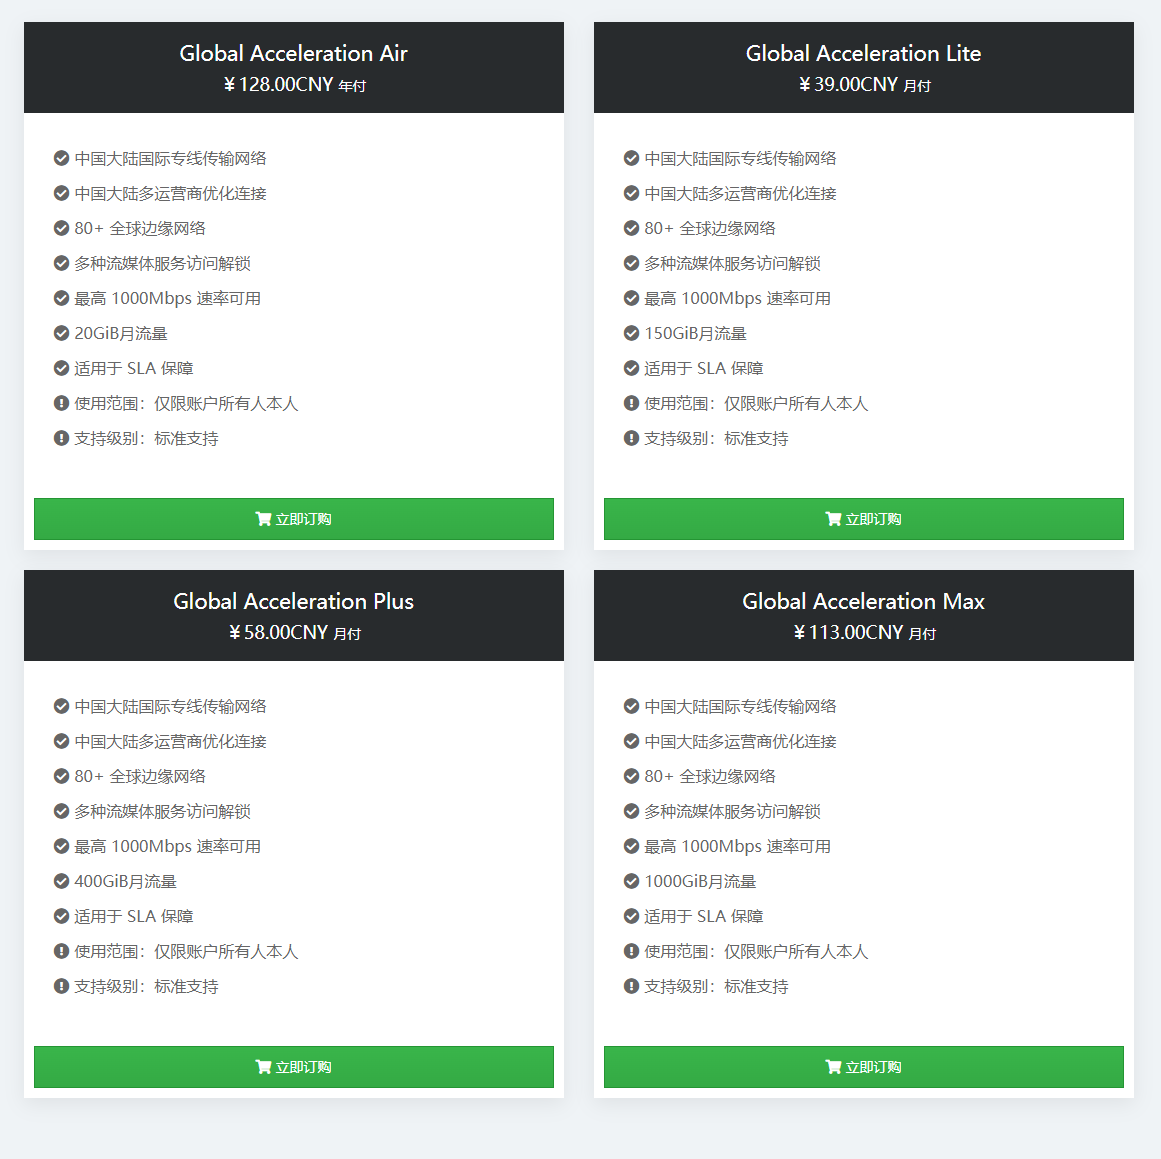 Global Acceleration Air
¥ 128.00CNY 年付
中国大陆国际专线传输网络
中国大陆多运营商优化连接
80+ 全球边缘网络
多种流媒体服务访问解锁
最高 1000Mbps 速率可用
20GiB月流量
适用于 SLA 保障
使用范围：仅限账户所有人本人
支持级别：标准支持
立即订购
Global Acceleration Lite
¥ 39.00CNY 月付
中国大陆国际专线传输网络
中国大陆多运营商优化连接
80+ 全球边缘网络
多种流媒体服务访问解锁
最高 1000Mbps 速率可用
150GiB月流量
适用于 SLA 保障
使用范围：仅限账户所有人本人
支持级别：标准支持
立即订购
Global Acceleration Plus
¥ 58.00CNY 月付
中国大陆国际专线传输网络
中国大陆多运营商优化连接
80+ 全球边缘网络
多种流媒体服务访问解锁
最高 1000Mbps 速率可用
400GiB月流量
适用于 SLA 保障
使用范围：仅限账户所有人本人
支持级别：标准支持
立即订购
Global Acceleration Max
¥ 113.00CNY 月付
中国大陆国际专线传输网络
中国大陆多运营商优化连接
80+ 全球边缘网络
多种流媒体服务访问解锁
最高 1000Mbps 速率可用
1000GiB月流量
适用于 SLA 保障
使用范围：仅限账户所有人本人
支持级别：标准支持
立即订购